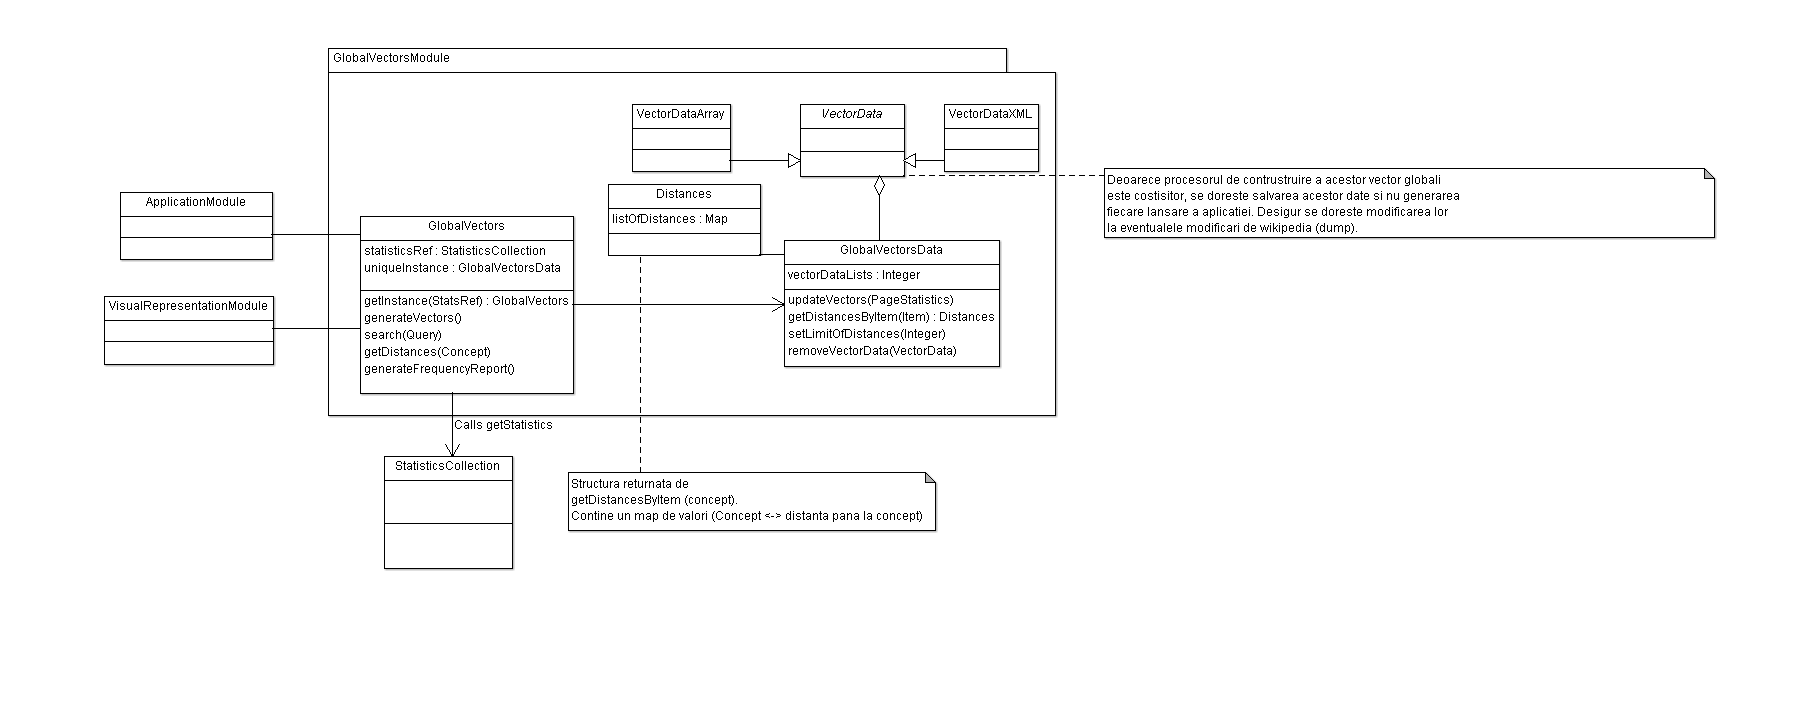 GlobalVectorsModule
VectorDataArray
VectorData
VectorDataXML
Deoarece procesorul de contrustruire a acestor vector globali
este costisitor, se doreste salvarea acestor date si nu generarea
fiecare lansare a aplicatiei. Desigur se doreste modificarea lor
la eventualele modificari de wikipedia (dump).
ApplicationModule
Distances
listOfDistances : Map
GlobalVectors
statisticsRef : StatisticsCollection
uniqueInstance : GlobalVectorsData
getInstance(StatsRef) : GlobalVectors
generateVectors()
search(Query)
getDistances(Concept)
generateFrequencyReport()
GlobalVectorsData
vectorDataLists : Integer
updateVectors(PageStatistics)
getDistancesByItem(Item) : Distances
setLimitOfDistances(Integer)
removeVectorData(VectorData)
VisualRepresentationModule
Calls getStatistics
StatisticsCollection
Structura returnata de
getDistancesByItem (concept).
Contine un map de valori (Concept <-> distanta pana la concept)